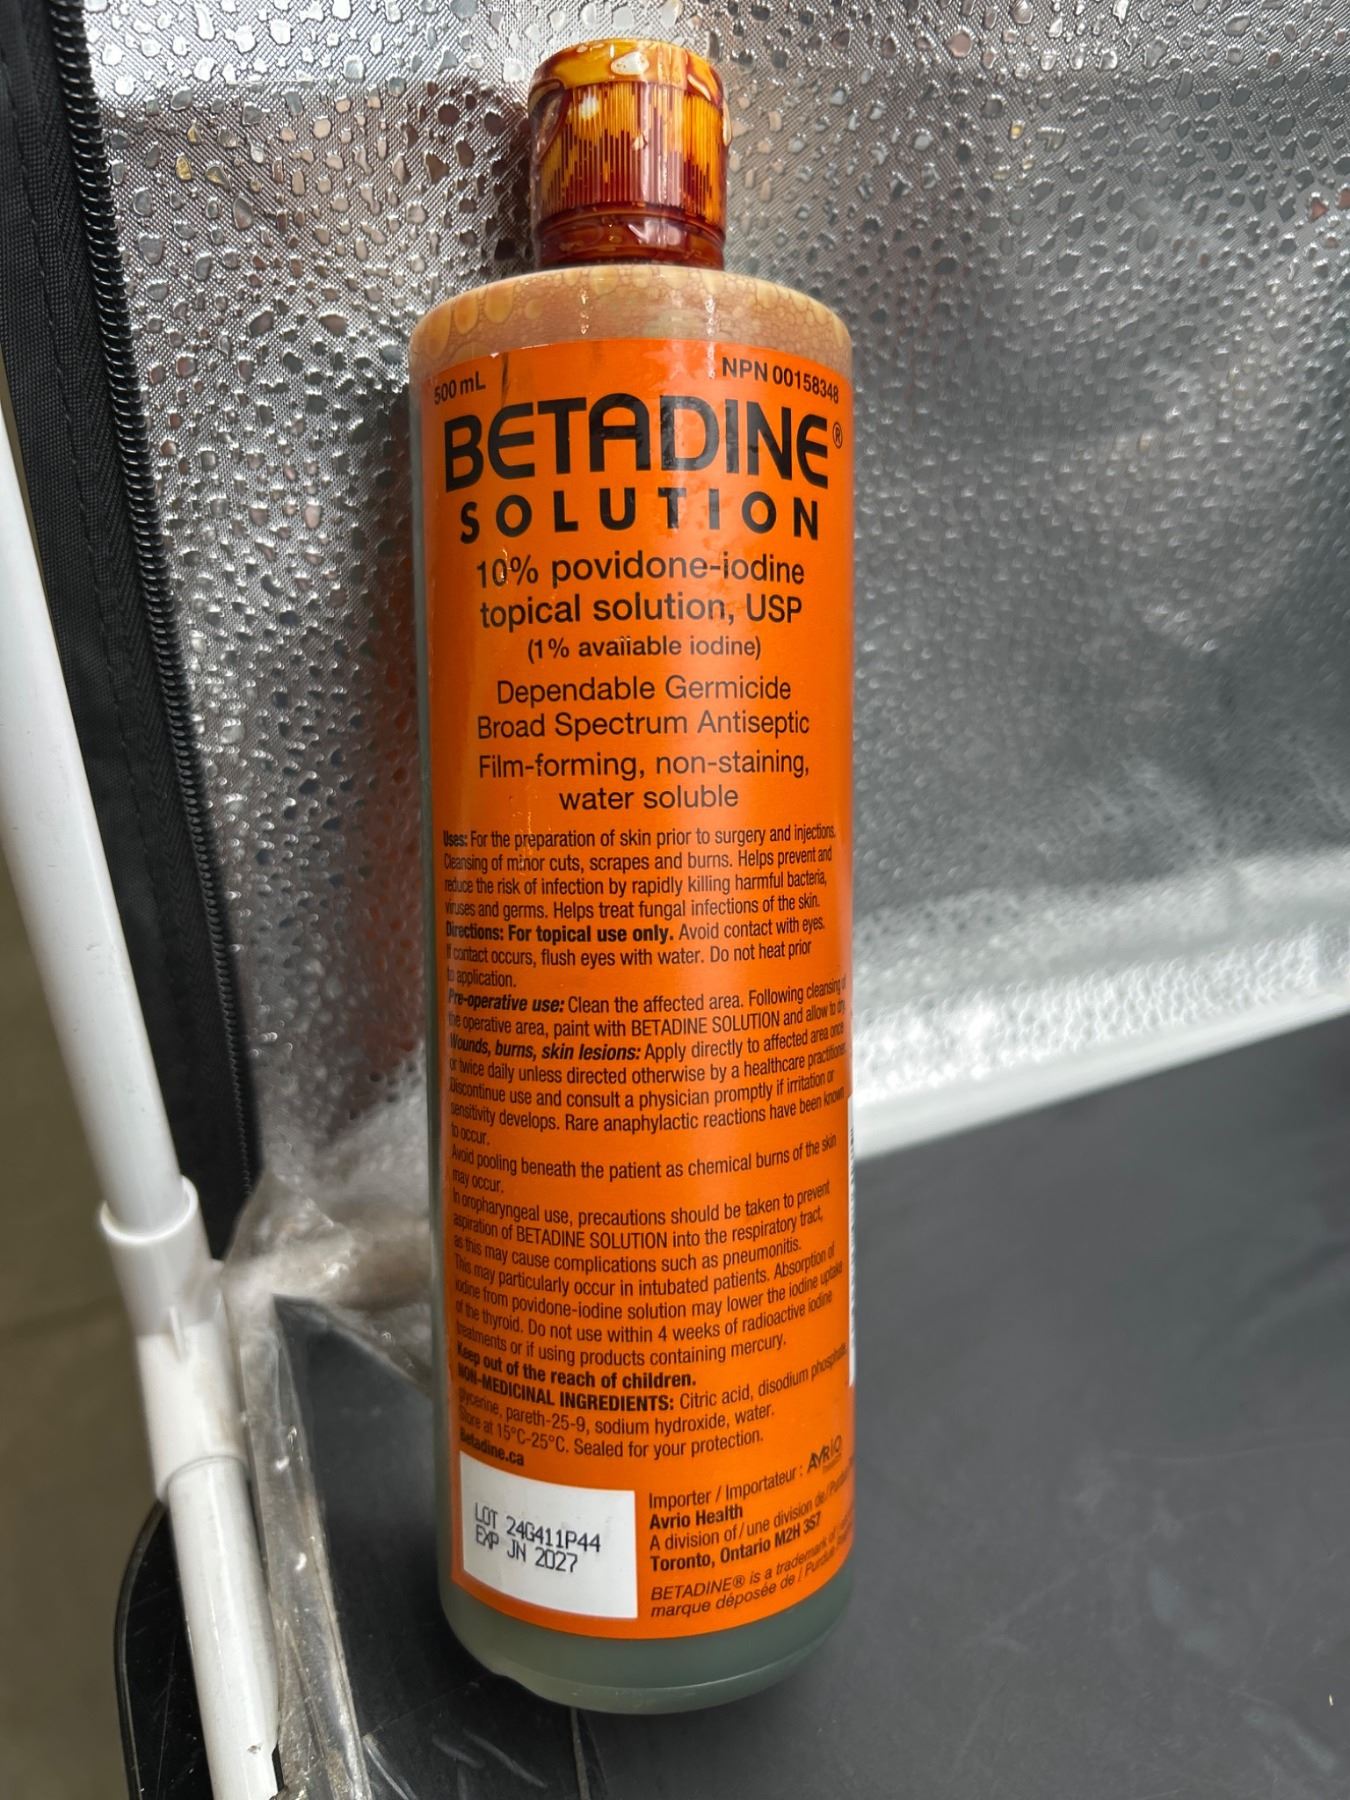 500 mL
NPN 00158348
BETADINE®
SOLUTION
10% povidone-iodine
topical solution, USP
(1% available iodine)
Dependable Germicide
Broad Spectrum Antiseptic
Film-forming, non-staining,
water soluble
Uses: For the preparation of skin prior to surgery and injections.
Cleansing of minor cuts, scrapes and burns. Helps prevent and
reduce the risk of infection by rapidly killing harmful bacteria,
viruses and germs. Helps treat fungal infections of the skin.
Directions: For topical use only. Avoid contact with eyes.
If contact occurs, flush eyes with water. Do not heat prior
to application.
Pre-operative use: Clean the affected area. Following cleansing of
the operative area, paint with BETADINE SOLUTION and allow to dry.
Wounds, burns, skin lesions: Apply directly to affected area once
or twice daily unless directed otherwise by a healthcare practitioner.
Discontinue use and consult a physician promptly if irritation or
sensitivity develops. Rare anaphylactic reactions have been known
to occur.
Avoid pooling beneath the patient as chemical burns of the skin
may occur.
In oropharyngeal use, precautions should be taken to prevent
aspiration of BETADINE SOLUTION into the respiratory tract,
as this may cause complications such as pneumonitis.
This may particularly occur in intubated patients. Absorption of
iodine from povidone-iodine solution may lower the iodine uptake
of the thyroid. Do not use within 4 weeks of radioactive iodine
treatments or if using products containing mercury.
Keep out of the reach of children.
NON-MEDICINAL INGREDIENTS: Citric acid, disodium phosphate,
glycerine, pareth-25-9, sodium hydroxide, water.
Store at 15°C-25°C. Sealed for your protection.
Betadine.ca
LOT 24G411P44
EXP JN 2027
Importer / Importateur : AVRIO
Avrio Health
A division of / une division de /
Toronto, Ontario M2H 3S7
BETADINE® is a trademark of
marque déposée de / Purdue